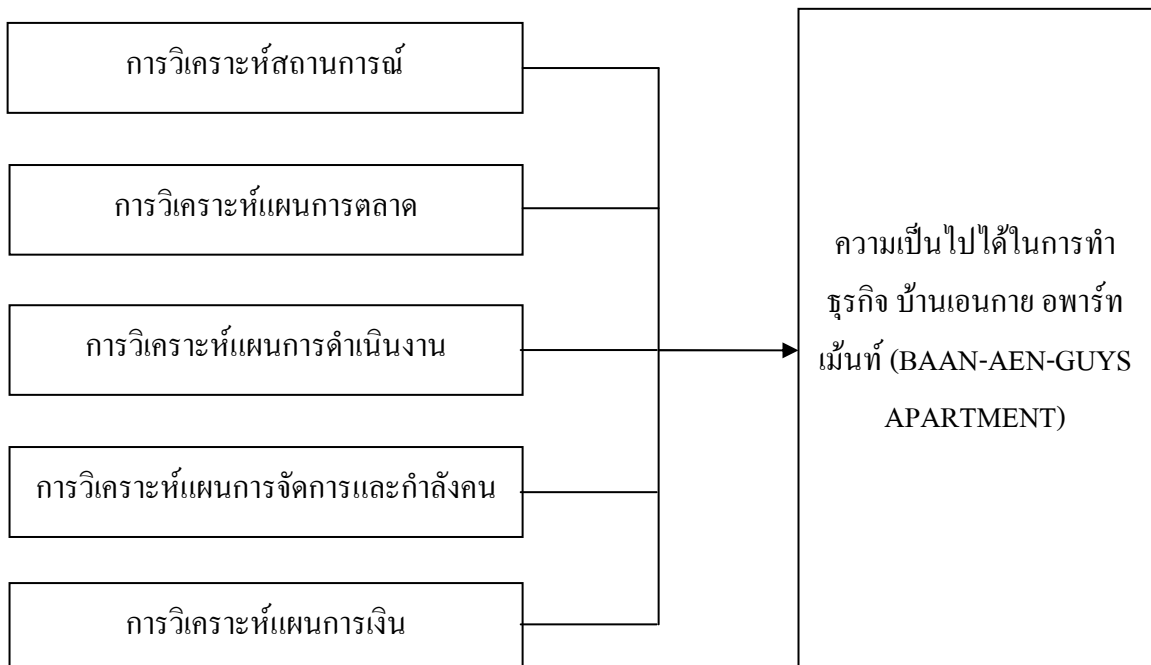 การวิเคราะห์สถานการณ์
การวิเคราะห์แผนการตลาด
การวิเคราะห์แผนการดำเนินงาน
การวิเคราะห์แผนการจัดการและกำลังคน
การวิเคราะห์แผนการเงิน
ความเป็นไปได้ในการทำ
ธุรกิจ บ้านเอนกาย อพาร์ท
เม้นท์ (BAAN-AEN-GUYS
APARTMENT)